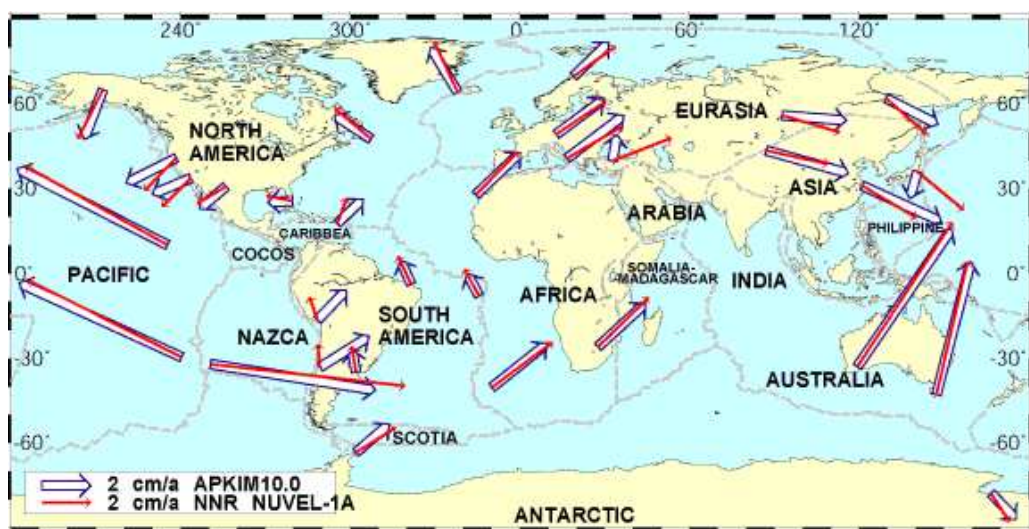 240° 300° 0° 60° 120°
60° 60°
EURASIA
NORTH
AMERICA
30° 30°
ASIA
ARABIA
CARIBBEA
PHILIPPINE
COCOS
PACIFIC
0° 0°
SOMALIA-
MADAGASCAR
INDIA
AFRICA
SOUTH
AMERICA
NAZCA
-30° -30°
AUSTRALIA
SCOTIA
-60° -60°
2 cm/a APKIM10.0
2 cm/a NNR NUVEL-1A
ANTARCTIC